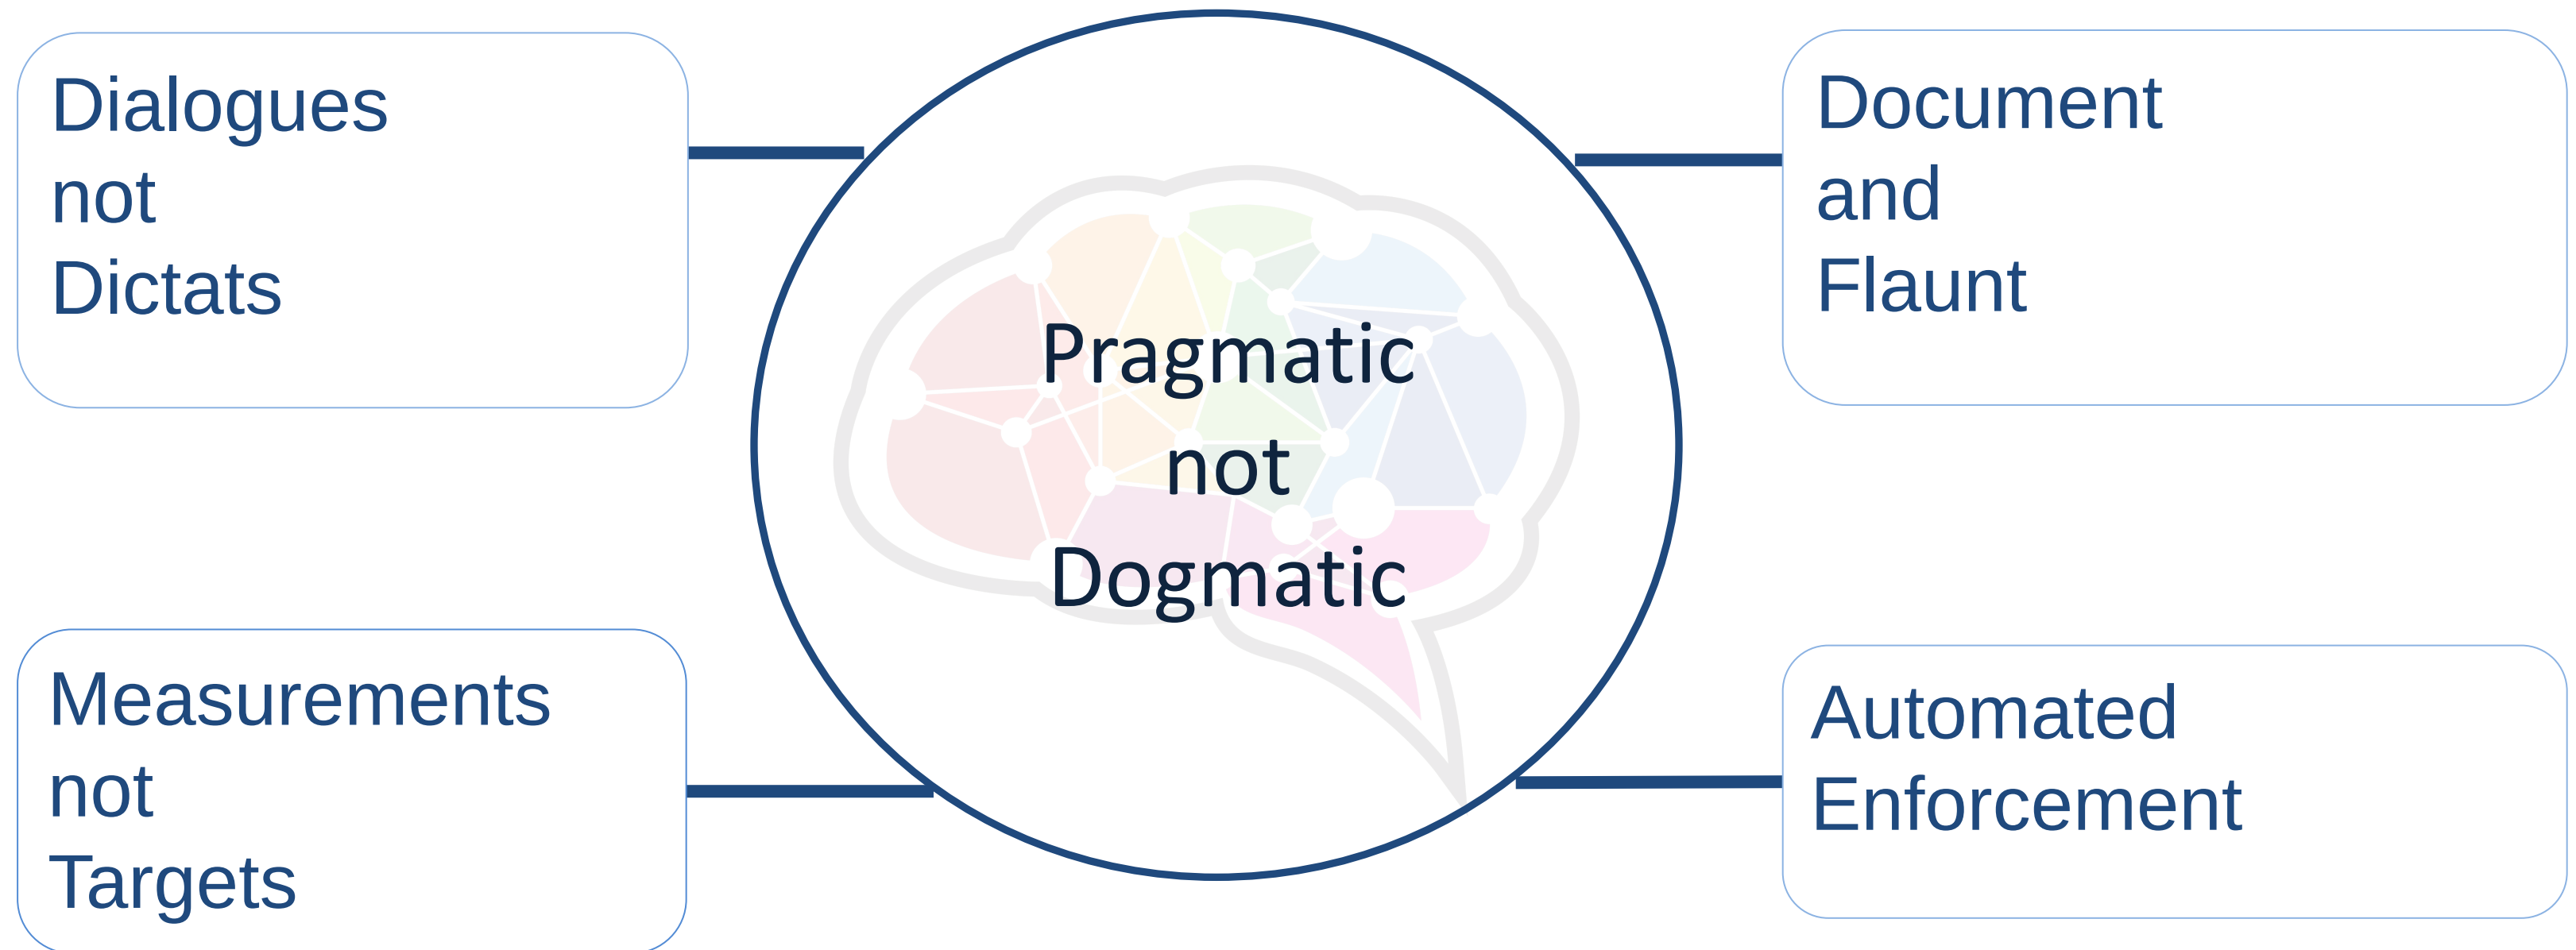 Dialogues
not
Dictats
Document
and
Flaunt
Pragmatic
not
Dogmatic
Measurements
not
Targets
Automated
Enforcement